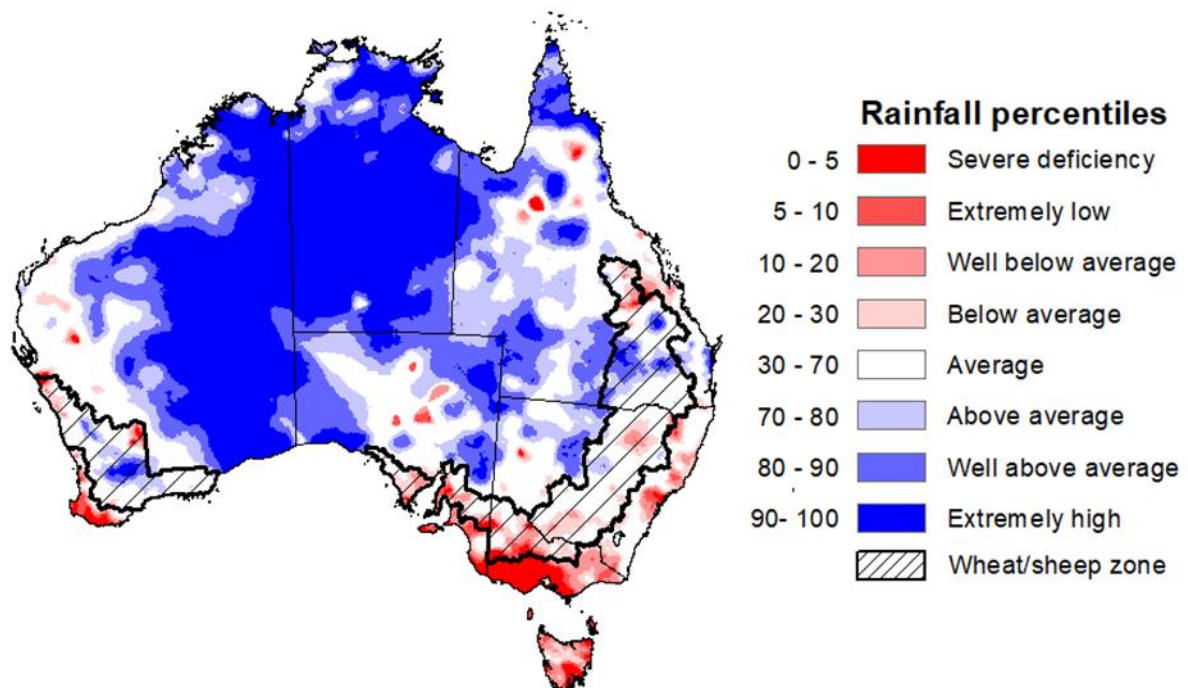 Rainfall percentiles
0 - 5 Severe deficiency
5 - 10 Extremely low
10 - 20 Well below average
20 - 30 Below average
30 - 70 Average
70 - 80 Above average
80 - 90 Well above average
90- 100 Extremely high
Wheat/sheep zone